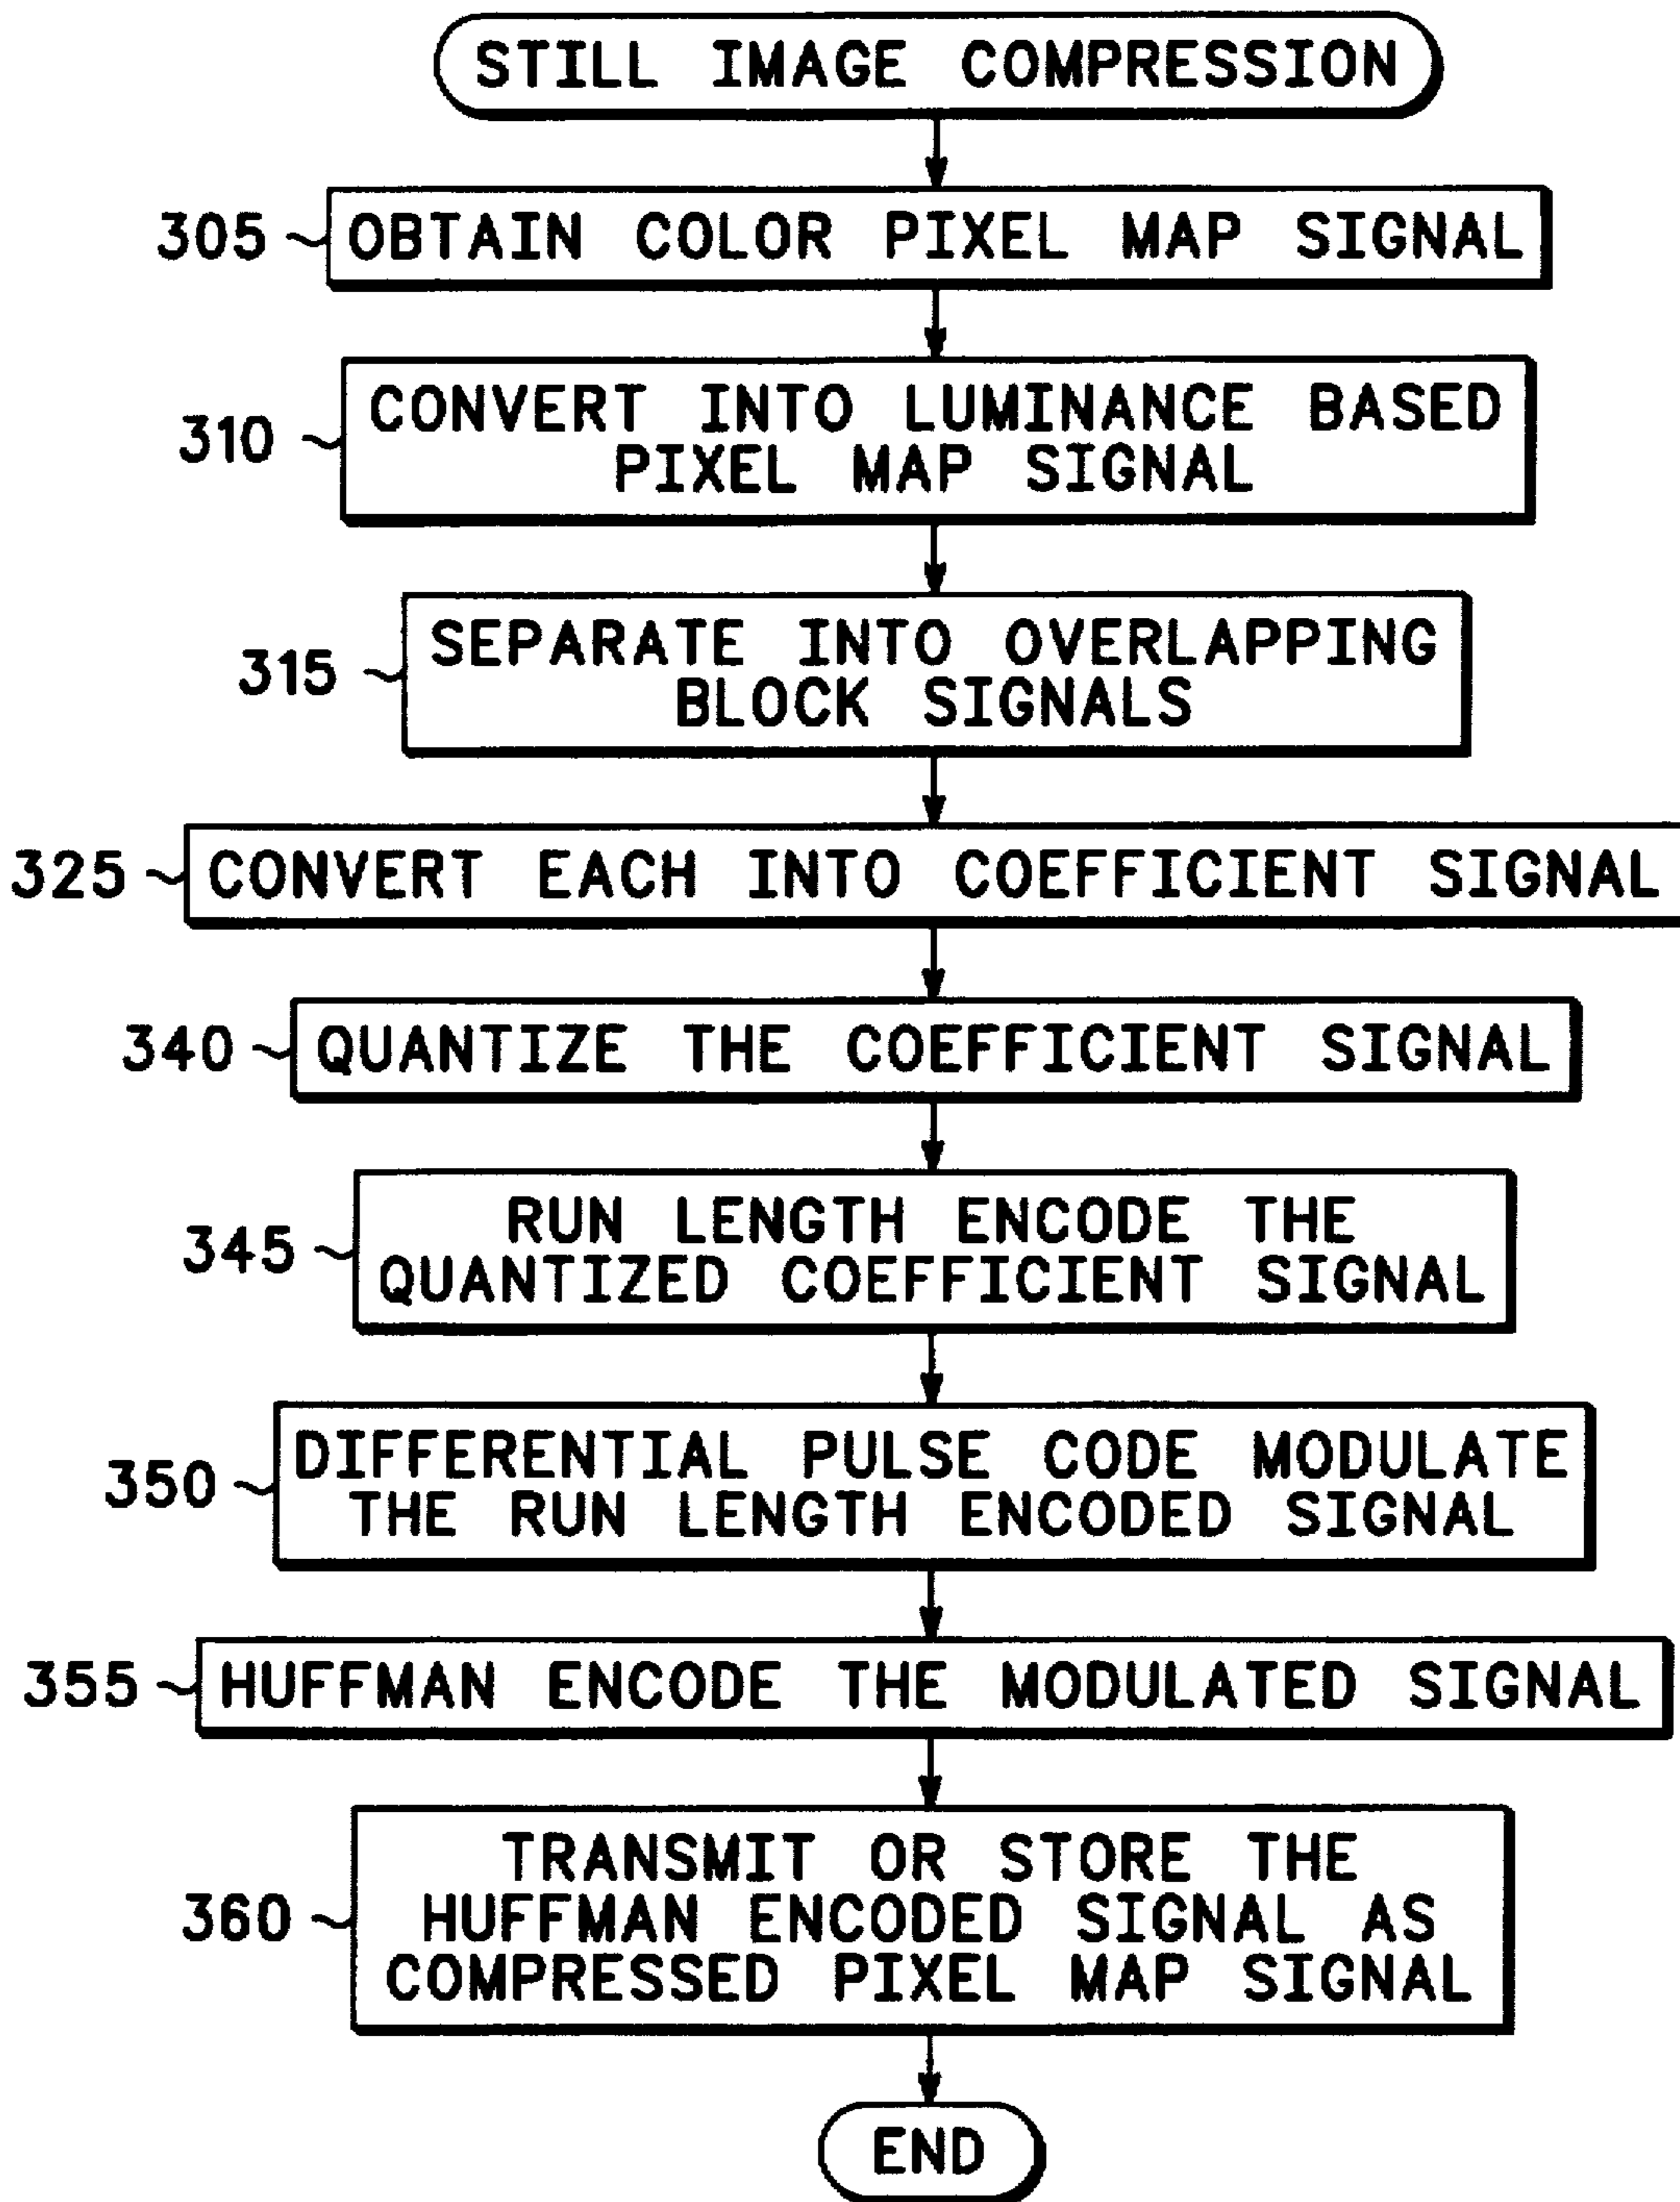 STILL IMAGE COMPRESSION
305 OBTAIN COLOR PIXEL MAP SIGNAL
310 CONVERT INTO LUMINANCE BASED
PIXEL MAP SIGNAL
315 SEPARATE INTO OVERLAPPING
BLOCK SIGNALS
325 CONVERT EACH INTO COEFFICIENT SIGNAL
340 QUANTIZE THE COEFFICIENT SIGNAL
345 RUN LENGTH ENCODE THE
QUANTIZED COEFFICIENT SIGNAL
350 DIFFERENTIAL PULSE CODE MODULATE
THE RUN LENGTH ENCODED SIGNAL
355 HUFFMAN ENCODE THE MODULATED SIGNAL
360 TRANSMIT OR STORE THE
HUFFMAN ENCODED SIGNAL AS
COMPRESSED PIXEL MAP SIGNAL
END